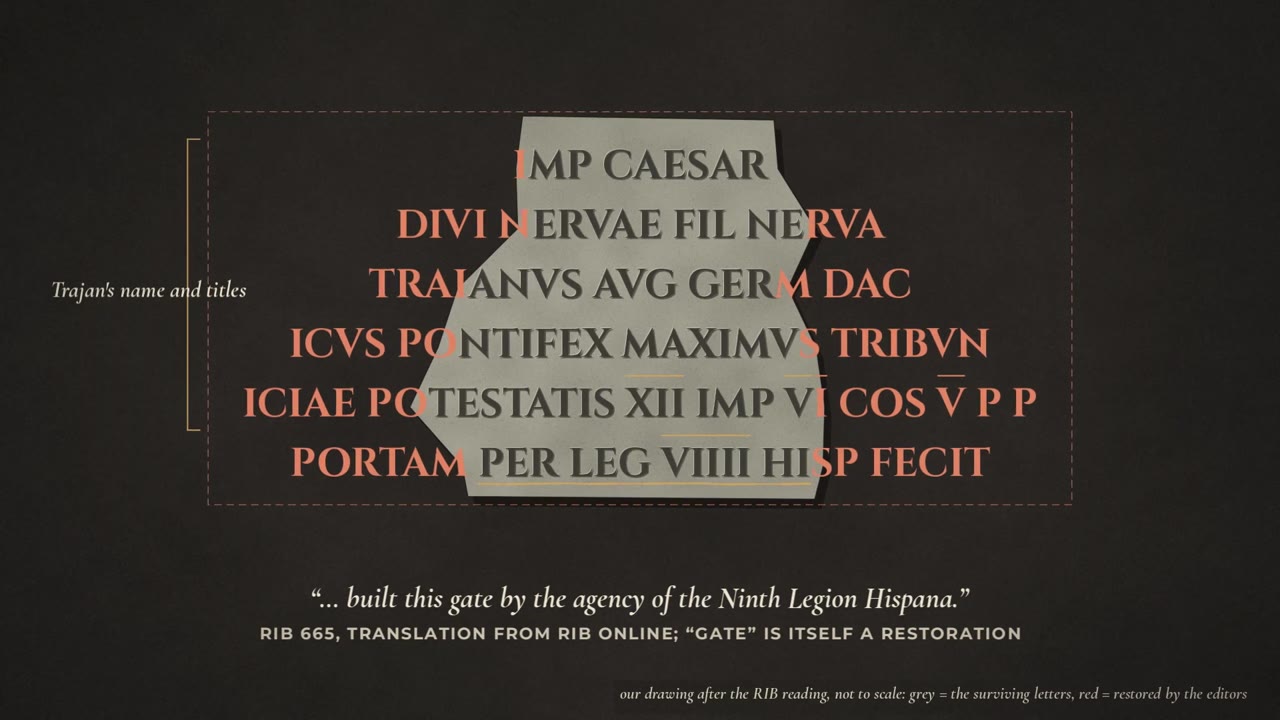 IMP CAESAR
DIVI NERVAE FIL NERVA
TRAIANVS AVG GERM DAC
Trajan's name and titles
ICVS PONTIFEX MAXIMVS TRIBVN
ICIAE POTESTATIS XII IMP VI COS V P P
PORTAM PER LEG VIIII HISP FECIT
“... built this gate by the agency of the Ninth Legion Hispana.”
RIB 665, TRANSLATION FROM RIB ONLINE; “GATE” IS ITSELF A RESTORATION
our drawing after the RIB reading, not to scale: grey = the surviving letters, red = restored by the editors